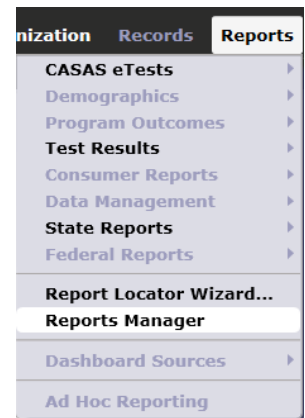 nization Records Reports
CASAS eTests
Demographics
Program Outcomes
Test Results
Consumer Reports
Data Management
State Reports
Federal Reports
Report Locator Wizard...
Reports Manager
Dashboard Sources
Ad Hoc Reporting